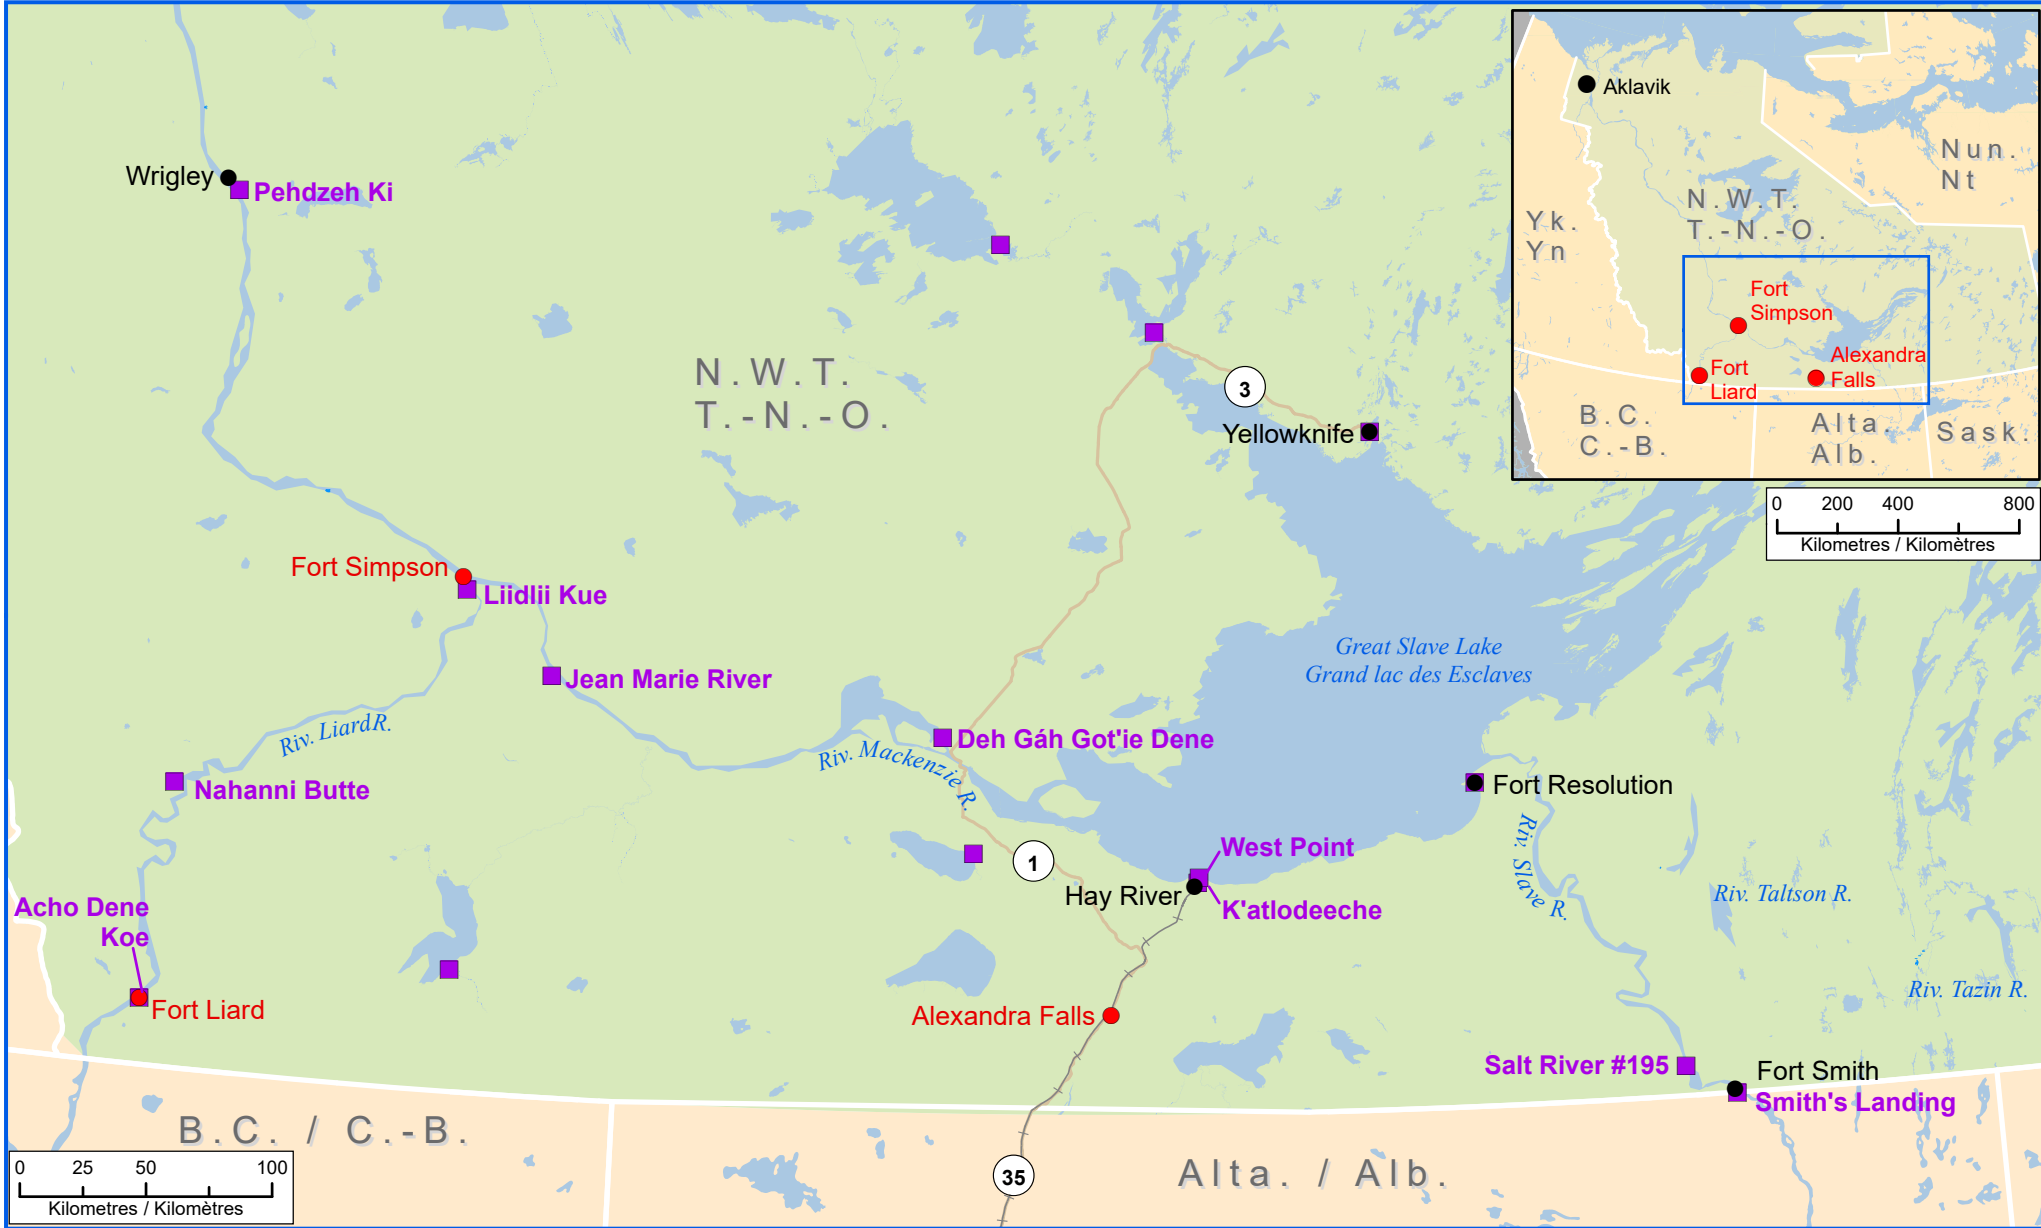 Wrigley
Pehdzeh Ki
N.W.T.
T.-N.-O.
3
Yellowknife
Fort Simpson
Liidlii Kue
Jean Marie River
Great Slave Lake
Grand lac des Esclaves
Riv. Liard R.
Nahanni Butte
Deh Gáh Got'ie Dene
Riv. Mackenzie R.
Fort Resolution
1
West Point
Hay River
K'atlodeeche
Riv. Slave R.
Riv. Taltson R.
Riv. Tazin R.
Acho Dene
Koe
Fort Liard
Alexandra Falls
Salt River #195
Fort Smith
Smith's Landing
B.C. / C.-B.
Alta. / Alb.
35
0 25 50 100
Kilometres / Kilomètres
Aklavik
Nun.
Nt
N.W.T.
T.-N.-O.
Yk.
Yn
Fort
Simpson
Alexandra
Falls
Fort
Liard
B.C.
C.-B.
Alta.
Alb.
Sask.
0 200 400 800
Kilometres / Kilomètres